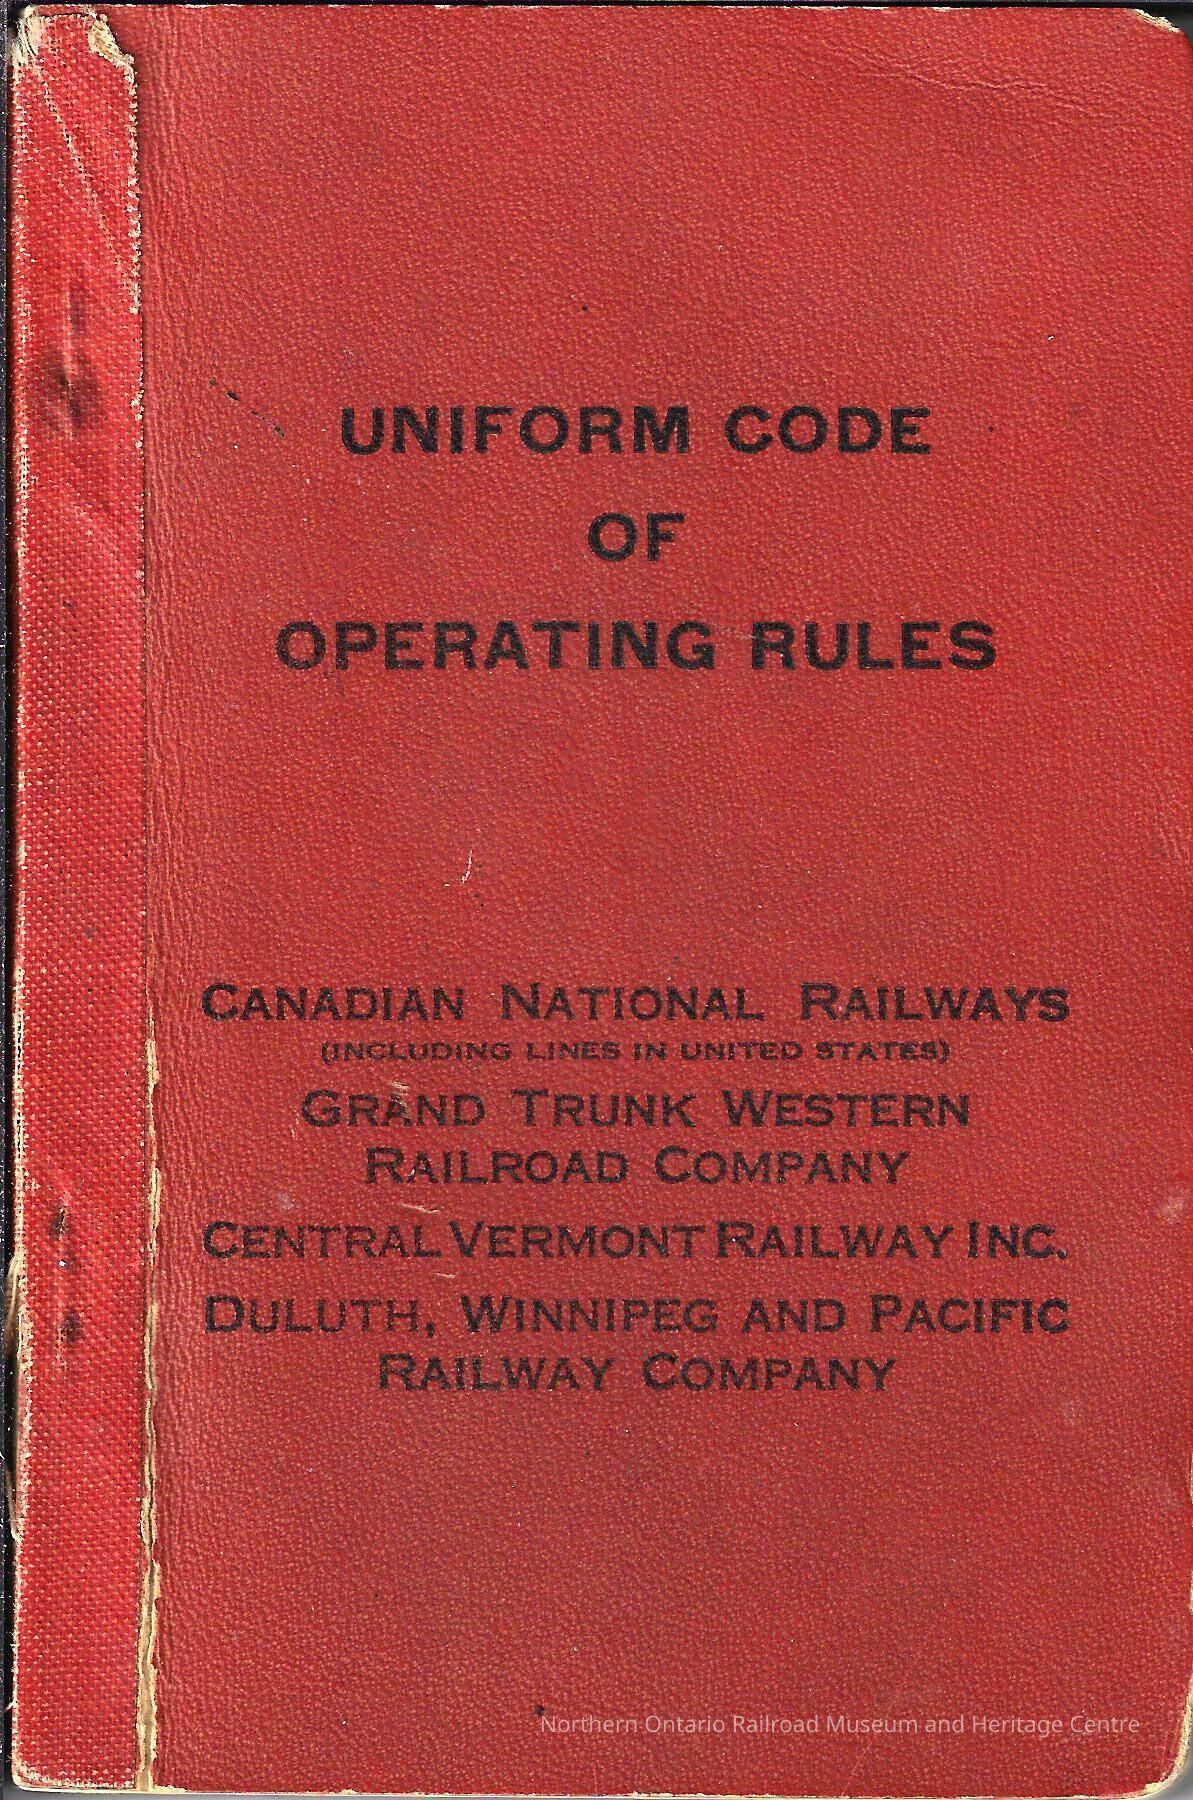 UNIFORM CODE
OF
OPERATING RULES
CANADIAN NATIONAL RAILWAYS
(INCLUDING LINES IN UNITED STATES)
GRAND TRUNK WESTERN
RAILROAD COMPANY
CENTRAL VERMONT RAILWAY INC.
DULUTH, WINNIPEG AND PACIFIC
RAILWAY COMPANY
Northern Ontario Railroad Museum and Heritage Centre